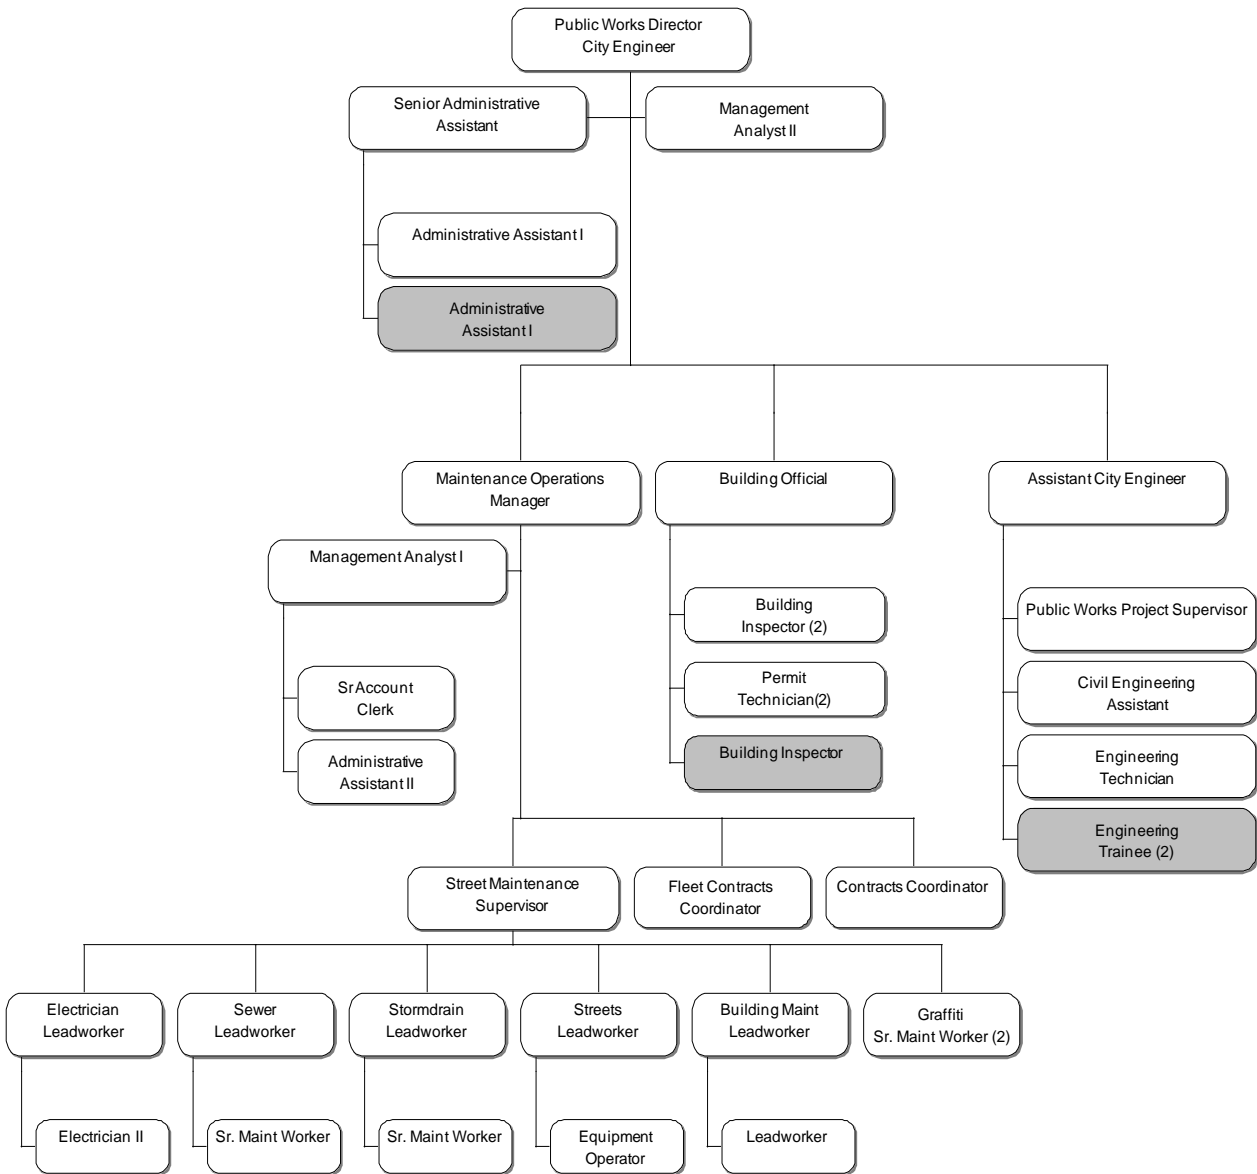 Public Works Director
City Engineer
Senior Administrative
Assistant
Management
Analyst II
Administrative Assistant I
Administrative
Assistant I
Maintenance Operations
Manager
Building Official
Assistant City Engineer
Management Analyst I
Building
Inspector (2)
Public Works Project Supervisor
Sr Account
Clerk
Permit
Technician(2)
Civil Engineering
Assistant
Administrative
Assistant II
Building Inspector
Engineering
Technician
Engineering
Trainee (2)
Street Maintenance
Supervisor
Fleet Contracts
Coordinator
Contracts Coordinator
Electrician
Leadworker
Sewer
Leadworker
Stormdrain
Leadworker
Streets
Leadworker
Building Maint
Leadworker
Graffiti
Sr. Maint Worker (2)
Electrician II
Sr. Maint Worker
Sr. Maint Worker
Equipment
Operator
Leadworker